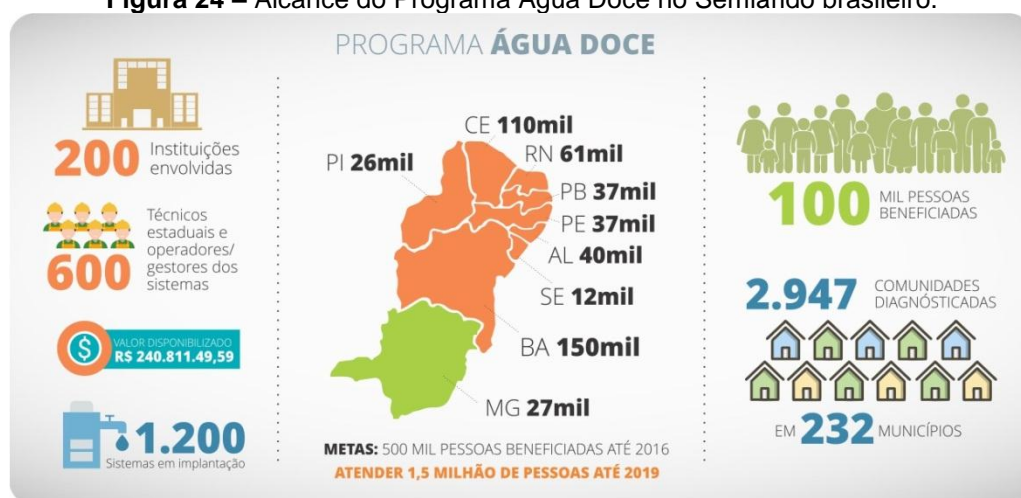 Figura 24 – Alcance do Programa Água Doce no Semiárido brasileiro.
PROGRAMA ÁGUA DOCE
200 Instituições
envolvidas
600 Técnicos
estaduais e
operadores/
gestores dos
sistemas
VALOR DISPONIBILIZADO
R$ 240.811.49,59
1.200
Sistemas em implantação
CE 110mil
RN 61mil
PI 26mil
PB 37mil
PE 37mil
AL 40mil
SE 12mil
BA 150mil
MG 27mil
METAS: 500 MIL PESSOAS BENEFICIADAS ATÉ 2016
ATENDER 1,5 MILHÃO DE PESSOAS ATÉ 2019
100 MIL PESSOAS
BENEFICIADAS
2.947 COMUNIDADES
DIAGNÓSTICADAS
EM 232 MUNICÍPIOS